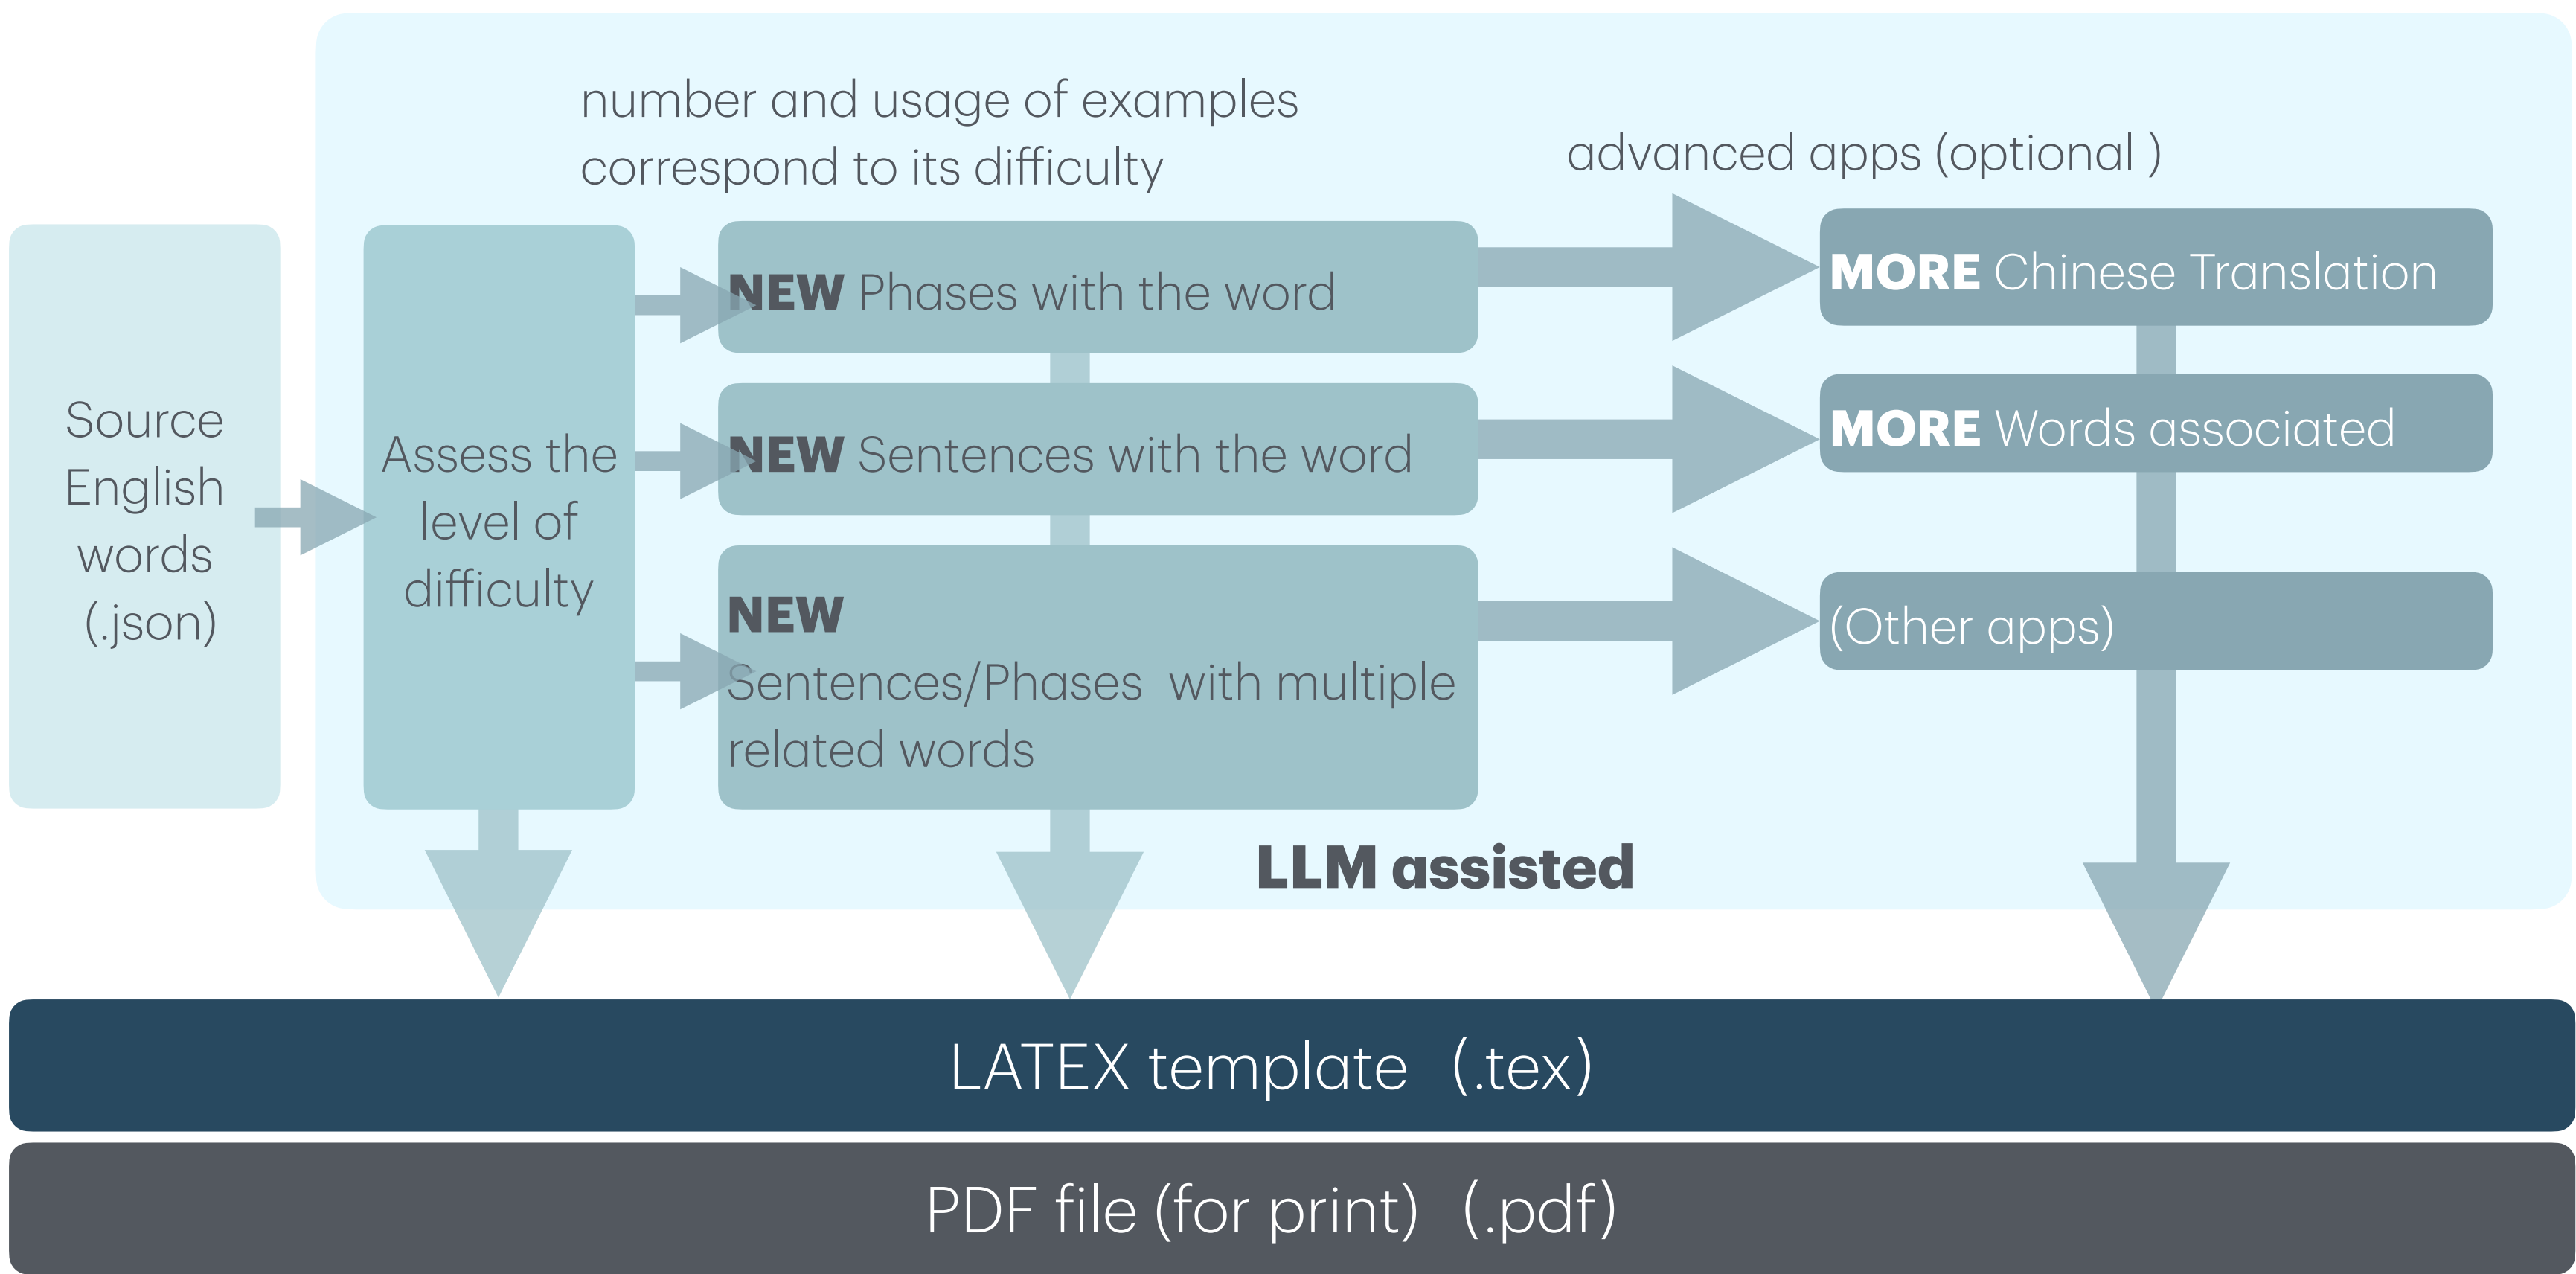 number and usage of examples
correspond to its difficulty
advanced apps (optional )
Source
English
words
(.json)
Assess the
level of
difficulty
NEW Phases with the word
NEW Sentences with the word
NEW
Sentences/Phases with multiple
related words
MORE Chinese Translation
MORE Words associated
(Other apps)
LLM assisted
LATEX template (.tex)
PDF file (for print) (.pdf)